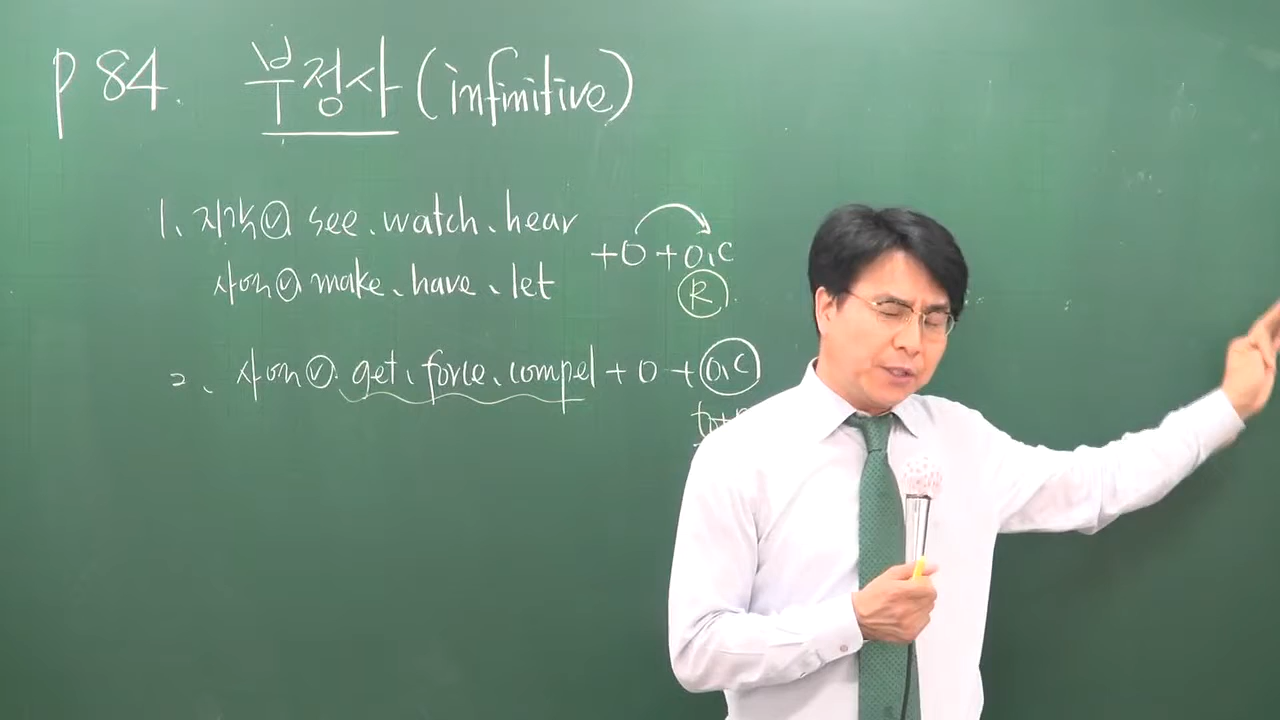 P 84. 부정사 (infinitive)
1. 지각ⓥ see, watch, hear
+O+O.C
사역ⓥ make, have, let
Ⓡ
2. 사역ⓥ get, force, compel + O + O.C